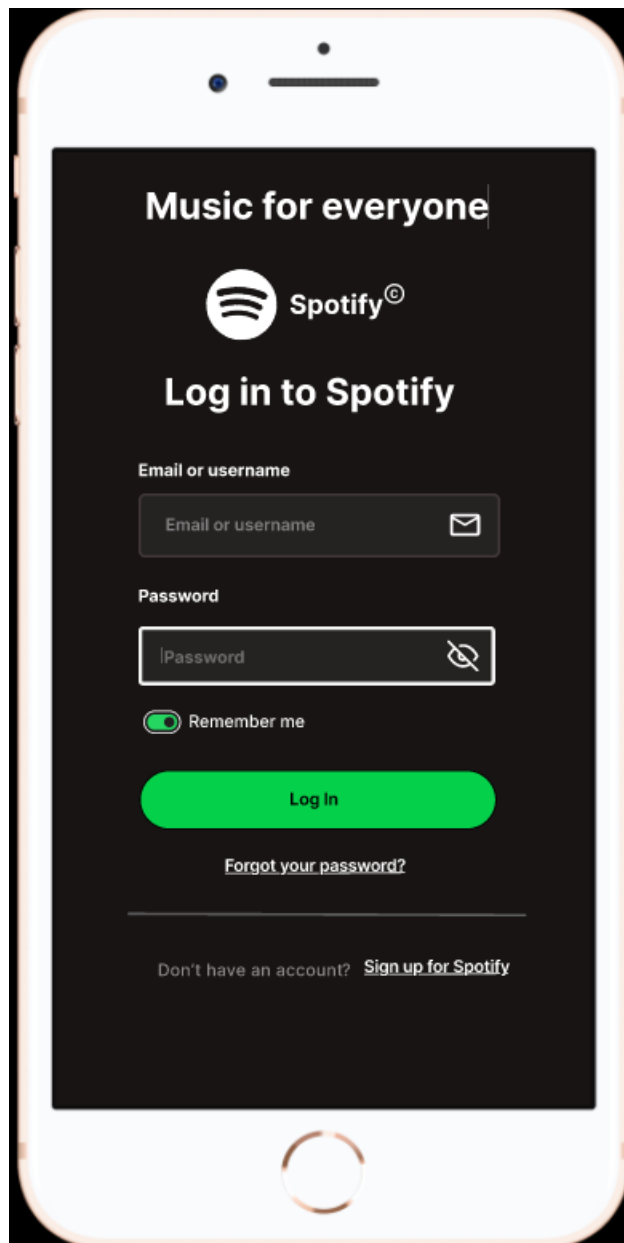 Music for everyone
Spotify©
Log in to Spotify
Email or username
Email or username
Password
Password
Remember me
Log In
Forgot your password?
Don't have an account? Sign up for Spotify